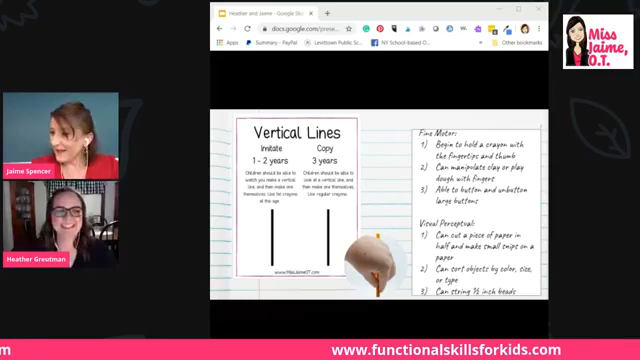 Heather and Jaime - Google Slid
docs.google.com/prese...
Apps
Summary - PayPal
Levittown Public Sc...
NY School-based O
Other bookmarks
Miss
Jaime,
O.T.
Jaime Spencer
Heather Greutman
Vertical Lines
Imitate
Copy
1 - 2 years
3 years
Children should be able to
watch you make a vertical
line, and then make one
themselves. Use fat crayons
at this age
Children should be able to
look at a vertical line, and
then make one themselves.
Use regular crayons.
www.MissJaimeOT.com
Fine Motor:
1) Begin to hold a crayon with
the fingertips and thumb
2) Can manipulate clay or play
dough with fingers
3) Able to button and unbutton
large buttons
Visual Perceptual:
1) Can cut a piece of paper in
half and make small snips on a
paper
2) Can sort objects by color, size,
or type
3) Can string ½ inch beads
m
www.functionalskillsforkids.com